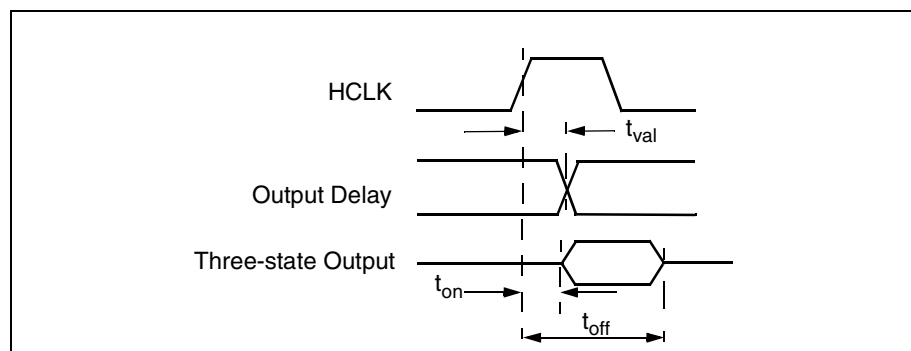 HCLK
tval
Output Delay
Three-state Output
ton
toff